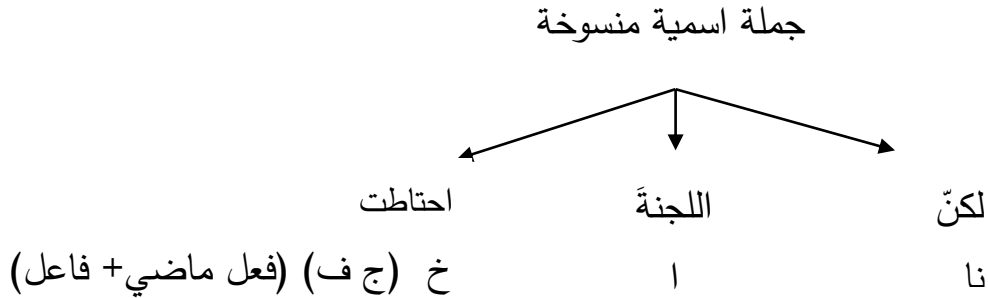 جملة اسمية منسوخة
لكنّ اللجنةَ احتاطت
نا ا خ (ج ف) (فعل ماضي+ فاعل)